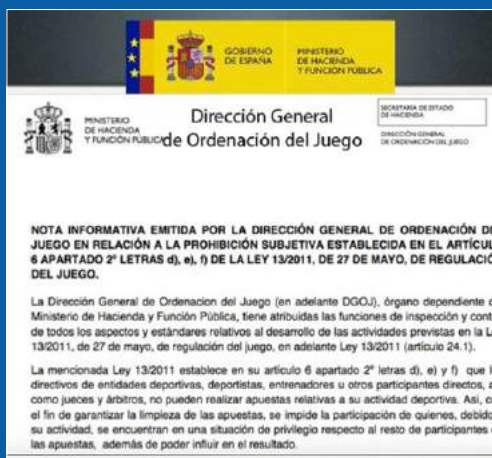 GOBIERNO MINISTERIO
DE ESPAÑA DE HACIENDA
Y FUNCIÓN PÚBLICA
MINISTERIO
DE HACIENDA
Y FUNCIÓN PÚBLICA
Dirección General
de Ordenación del Juego
SECRETARÍA DE ESTADO
DE HACIENDA
DIRECCIÓN GENERAL
DE ORDENACIÓN DEL JUEGO
NOTA INFORMATIVA EMITIDA POR LA DIRECCIÓN GENERAL DE ORDENACIÓN DE
JUEGO EN RELACIÓN A LA PROHIBICIÓN SUBJETIVA ESTABLECIDA EN EL ARTÍCUL
6 APARTADO 2º LETRAS d), e), f) DE LA LEY 13/2011, DE 27 DE MAYO, DE REGULACIÓ
DEL JUEGO.
La Dirección General de Ordenacion del Juego (en adelante DGOJ), órgano dependiente d
Ministerio de Hacienda y Función Pública, tiene atribuidas las funciones de inspección y cont
de todos los aspectos y estándares relativos al desarrollo de las actividades previstas en la L
13/2011, de 27 de mayo, de regulación del juego, en adelante Ley 13/2011 (artículo 24.1).
La mencionada Ley 13/2011 establece en su artículo 6 apartado 2º letras d), e) y f) que l
directivos de entidades deportivas, deportistas, entrenadores u otros participantes directos, a
como jueces y árbitros, no pueden realizar apuestas relativas a su actividad deportiva. Así, c
el fin de garantizar la limpieza de las apuestas, se impide la participación de quienes, debido
su actividad, se encuentran en una situación de privilegio respecto al resto de participantes
las apuestas, además de poder influir en el resultado.